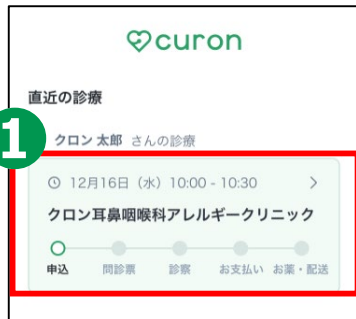 curon
直近の診療
1
クロン 太郎 さんの診療
12月16日（水）10:00 - 10:30 >
クロン耳鼻咽喉科アレルギークリニック
申込 問診票 診察 お支払い お薬・配送